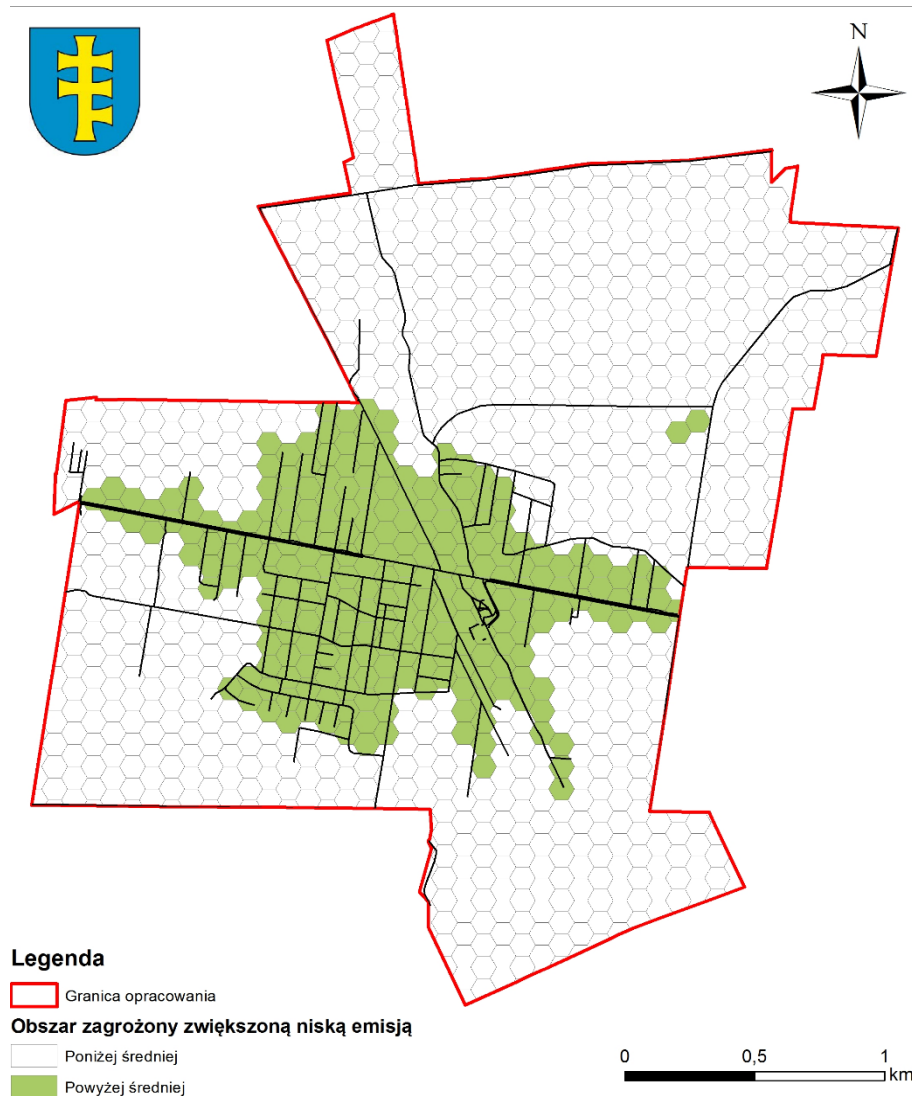 N
Legenda
Granica opracowania
Obszar zagrożony zwiększoną niską emisją
Poniżej średniej
Powyżej średniej
0 0,5 1
km